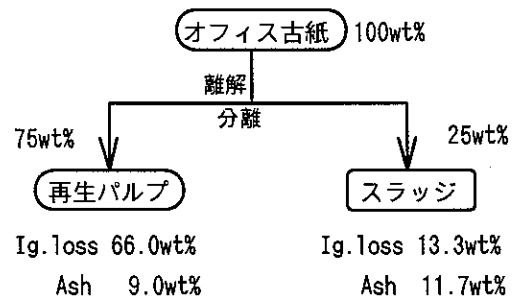 オフィス古紙 100wt%
離解
分離
75wt% 25wt%
再生パルプ スラッジ
Ig.loss 66.0wt% Ig.loss 13.3wt%
Ash 9.0wt% Ash 11.7wt%